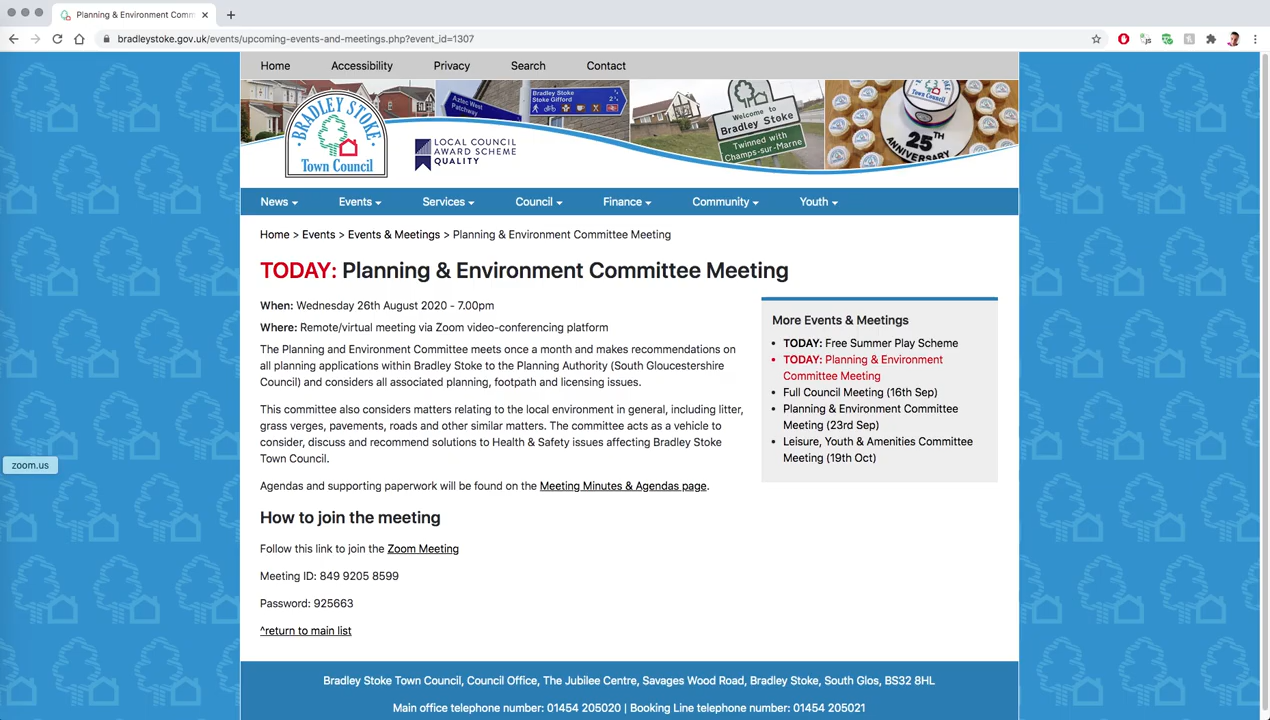 Planning & Environment Comm
bradleystoke.gov.uk/events/upcoming-events-and-meetings.php?event_id=1307
Home Accessibility Privacy Search Contact
BRADLEY STOKE
Town Council
LOCAL COUNCIL
AWARD SCHEME
QUALITY
Aztec West
Patchway
Bradley Stoke
Stoke Gifford
Welcome to
Bradley Stoke
Twinned with
Champs-sur-Marne
Town Council
25TH
ANNIVERSARY
News Events Services Council Finance Community Youth
Home > Events > Events & Meetings > Planning & Environment Committee Meeting
TODAY: Planning & Environment Committee Meeting
When: Wednesday 26th August 2020 - 7.00pm
Where: Remote/virtual meeting via Zoom video-conferencing platform
The Planning and Environment Committee meets once a month and makes recommendations on
all planning applications within Bradley Stoke to the Planning Authority (South Gloucestershire
Council) and considers all associated planning, footpath and licensing issues.
This committee also considers matters relating to the local environment in general, including litter,
grass verges, pavements, roads and other similar matters. The committee acts as a vehicle to
consider, discuss and recommend solutions to Health & Safety issues affecting Bradley Stoke
Town Council.
Agendas and supporting paperwork will be found on the Meeting Minutes & Agendas page.
How to join the meeting
Follow this link to join the Zoom Meeting
Meeting ID: 849 9205 8599
Password: 925663
^return to main list
More Events & Meetings
TODAY: Free Summer Play Scheme
TODAY: Planning & Environment
Committee Meeting
Full Council Meeting (16th Sep)
Planning & Environment Committee
Meeting (23rd Sep)
Leisure, Youth & Amenities Committee
Meeting (19th Oct)
zoom.us
Bradley Stoke Town Council, Council Office, The Jubilee Centre, Savages Wood Road, Bradley Stoke, South Glos, BS32 8HL
Main office telephone number: 01454 205020 | Booking Line telephone number: 01454 205021